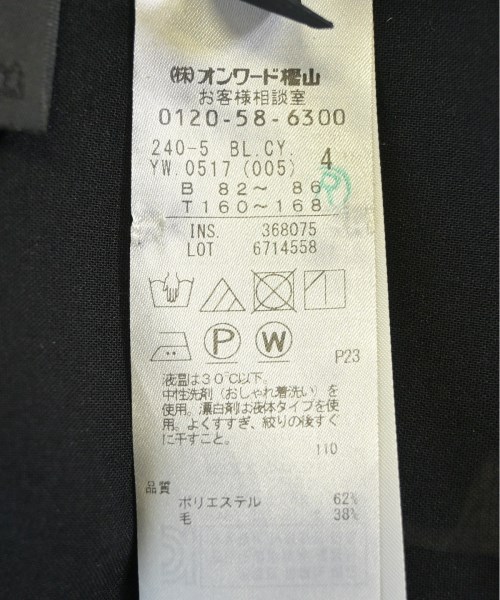 (株)オンワード樫山
お客様相談室
0120-58-6300
240-5 BL.CY.
YW.0517 (005) 4
B 82〜 86
T 160〜168
INS. 368075
LOT 6714558
P W
P23
液温は30℃以下。
中性洗剤(おしゃれ着洗い)を
使用。漂白剤は液体タイプを使
用。よくすすぎ、絞りの後すぐ
に干すこと。
110
品質
ポリエステル 62%
毛 38%